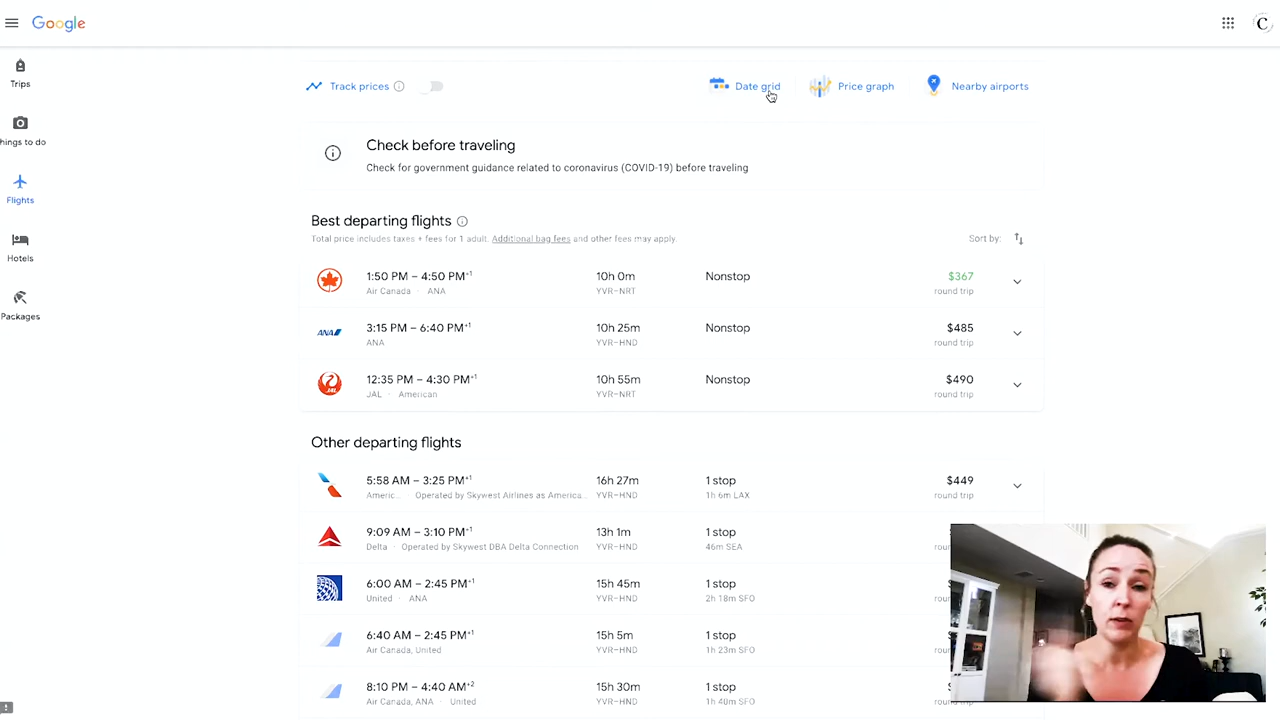 Google
C
Trips
hings to do
Flights
Hotels
Packages
Track prices
Date grid
Price graph
Nearby airports
Check before traveling
Check for government guidance related to coronavirus (COVID-19) before traveling
Best departing flights
Total price includes taxes + fees for 1 adult. Additional bag fees and other fees may apply.
Sort by:
1:50 PM – 4:50 PM+1 10h 0m Nonstop $367
Air Canada · ANA YVR–NRT round trip
ANA
3:15 PM – 6:40 PM+1 10h 25m Nonstop $485
ANA YVR–HND round trip
JAL
12:35 PM – 4:30 PM+1 10h 55m Nonstop $490
JAL · American YVR–NRT round trip
Other departing flights
5:58 AM – 3:25 PM+1 16h 27m 1 stop $449
Americ... Operated by Skywest Airlines as America... YVR–HND 1h 6m LAX round trip
9:09 AM – 3:10 PM+1 13h 1m 1 stop $
Delta · Operated by Skywest DBA Delta Connection YVR–HND 46m SEA rou
6:00 AM – 2:45 PM+1 15h 45m 1 stop $
United · ANA YVR–HND 2h 18m SFO rou
6:40 AM – 2:45 PM+1 15h 5m 1 stop $
Air Canada, United YVR–HND 1h 23m SFO rou
8:10 PM – 4:40 AM+2 15h 30m 1 stop $
Air Canada, ANA · United YVR–HND 1h 40m SFO rou